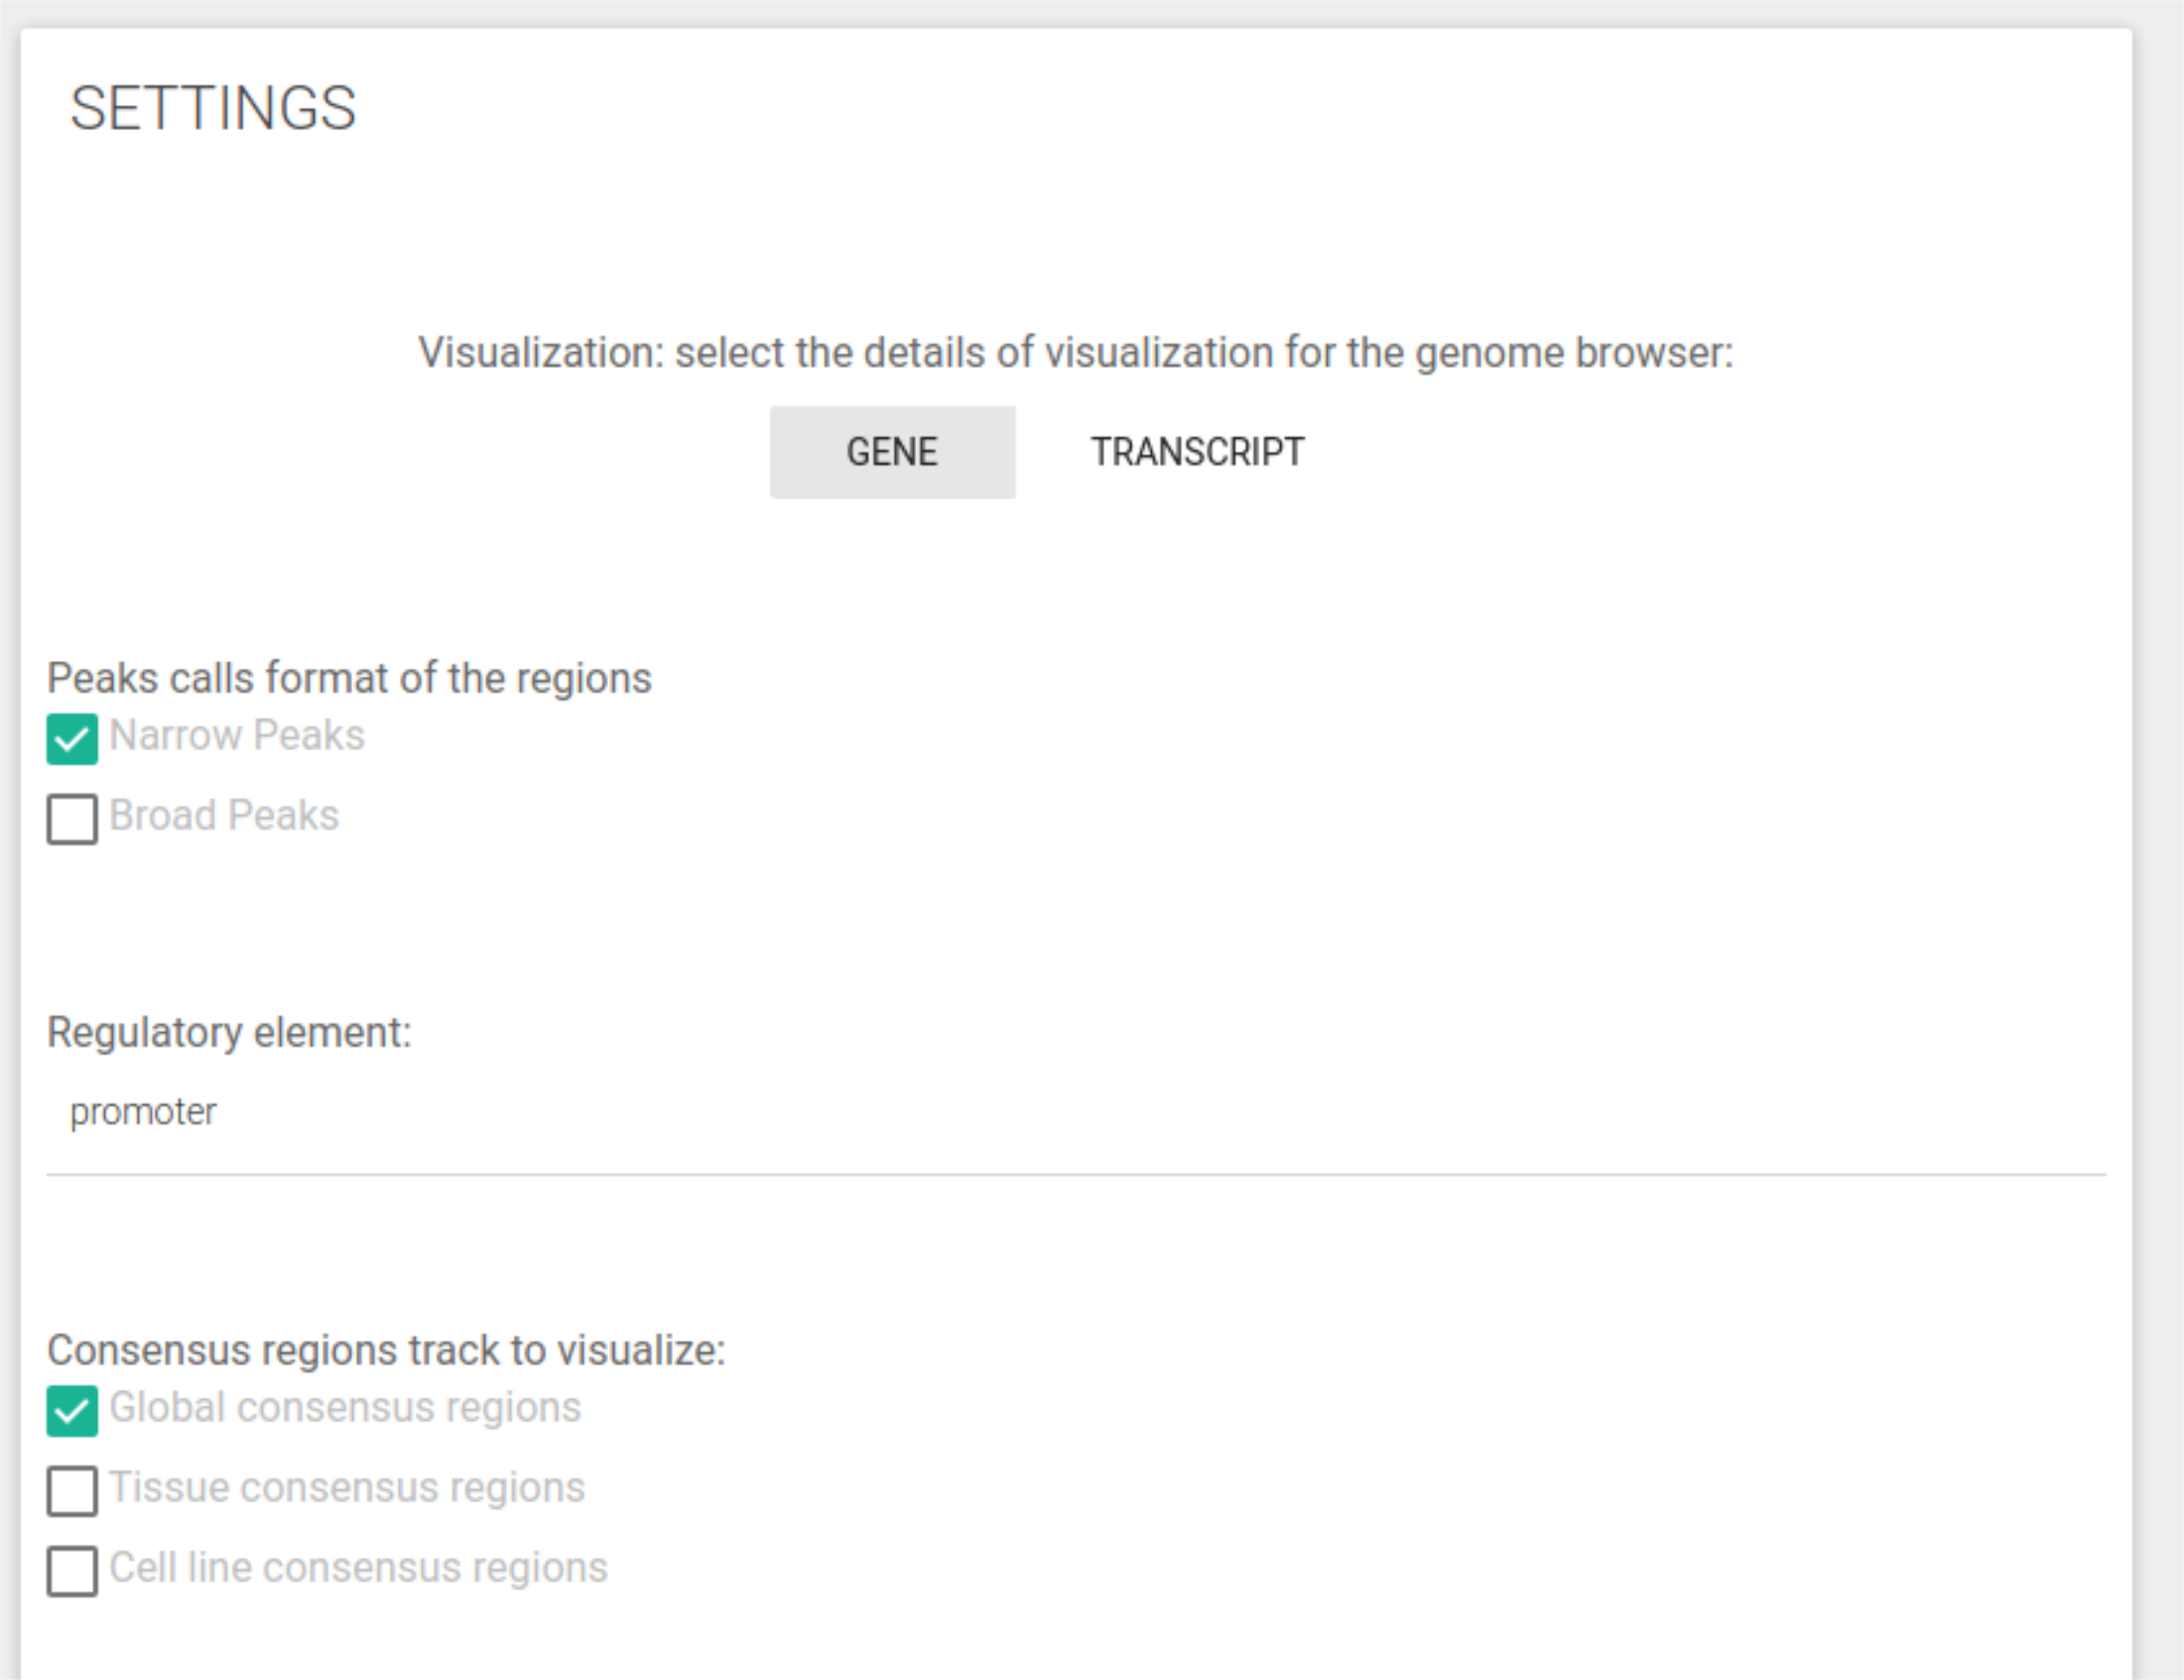 SETTINGS
Visualization: select the details of visualization for the genome browser:
GENE TRANSCRIPT
Peaks calls format of the regions
Narrow Peaks
Broad Peaks
Regulatory element:
promoter
Consensus regions track to visualize:
Global consensus regions
Tissue consensus regions
Cell line consensus regions